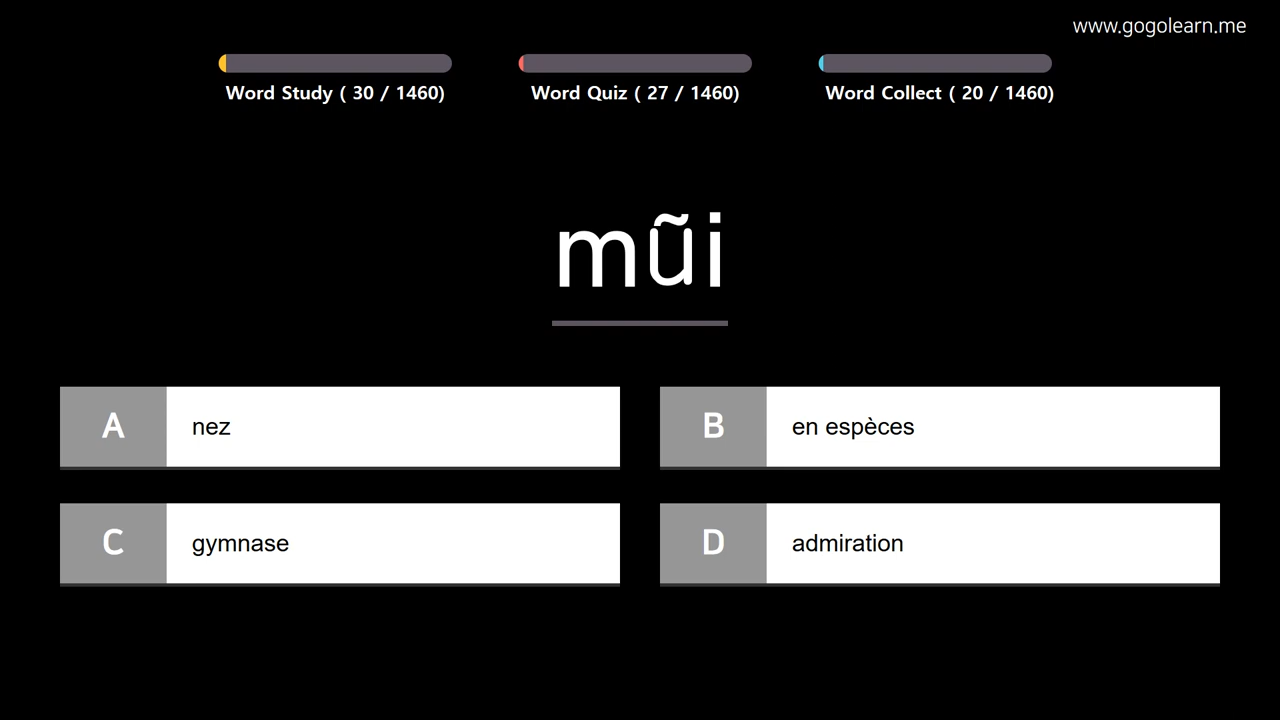 www.gogolearn.me
Word Study ( 30 / 1460)
Word Quiz ( 27 / 1460)
Word Collect ( 20 / 1460)
mũi
A nez
B en espèces
C gymnase
D admiration